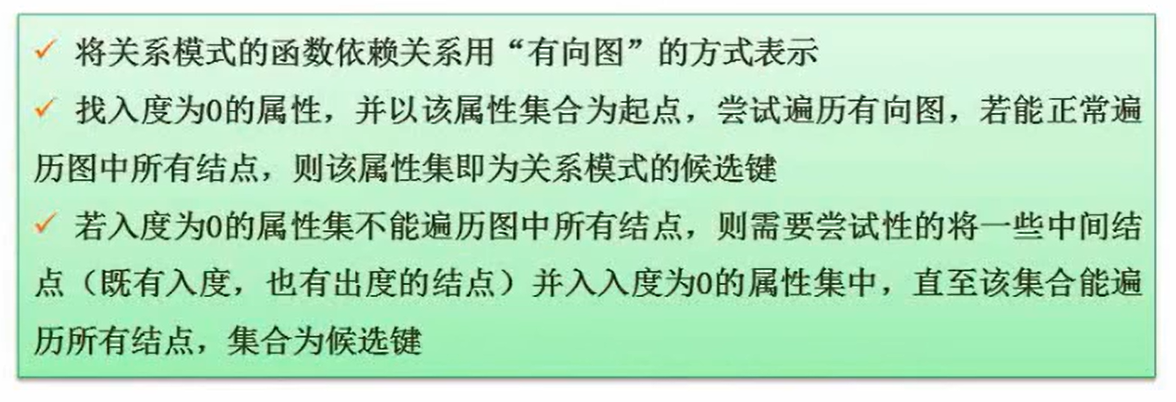 ✓ 将关系模式的函数依赖关系用“有向图”的方式表示
✓ 找入度为0的属性，并以该属性集合为起点，尝试遍历有向图，若能正常遍
历图中所有结点，则该属性集即为关系模式的候选键
✓ 若入度为0的属性集不能遍历图中所有结点，则需要尝试性的将一些中间结
点（既有入度，也有出度的结点）并入入度为0的属性集中，直至该集合能遍
历所有结点，集合为候选键